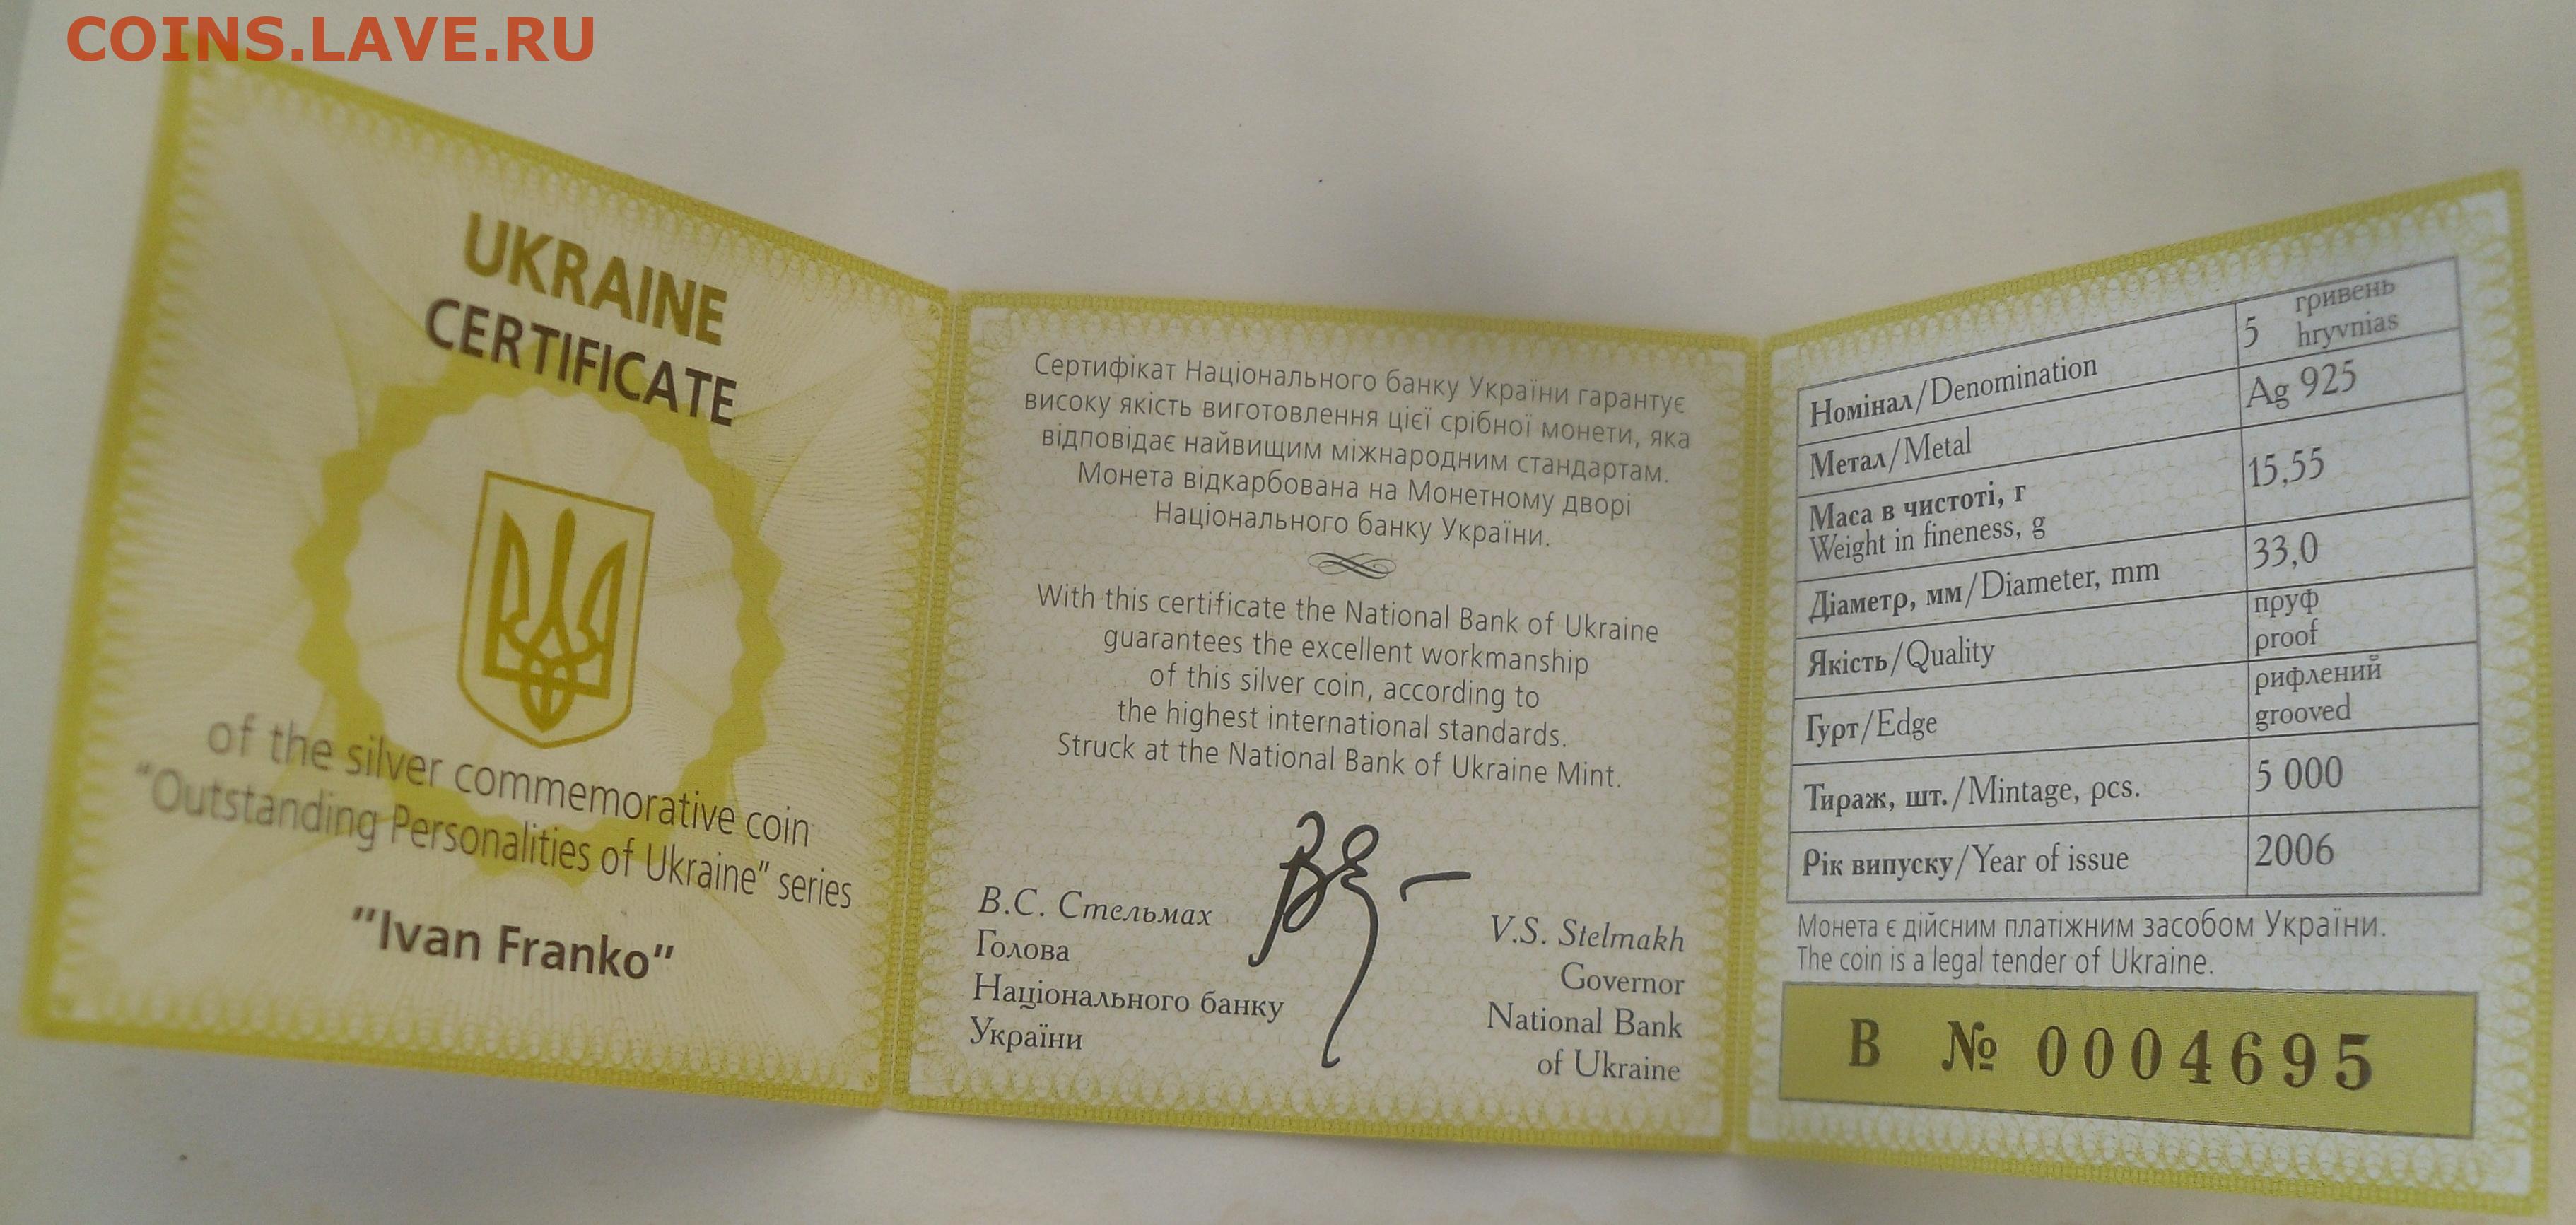 COINS.LAVE.RU
UKRAINE
CERTIFICATE
of the silver commemorative coin
"Outstanding Personalities of Ukraine" series
"Ivan Franko"
Сертифікат Національного банку України гарантує
високу якість виготовлення цієї срібної монети, яка
відповідає найвищим міжнародним стандартам.
Монета відкарбована на Монетному дворі
Національного банку України.
With this certificate the National Bank of Ukraine
guarantees the excellent workmanship
of this silver coin, according to
the highest international standards.
Struck at the National Bank of Ukraine Mint.
В.С. Стельмах
Голова
Національного банку
України
V.S. Stelmakh
Governor
National Bank
of Ukraine
Номінал/Denomination 5 гривень
hryvnias
Метал/Metal Ag 925
Маса в чистоті, г 15,55
Weight in fineness, g
Діаметр, мм/Diameter, mm 33,0
Якість/Quality пруф
proof
Гурт/Edge рифлений
grooved
Тираж, шт./Mintage, pcs. 5 000
Рік випуску/Year of issue 2006
Монета є дійсним платіжним засобом України.
The coin is a legal tender of Ukraine.
В № 0004695